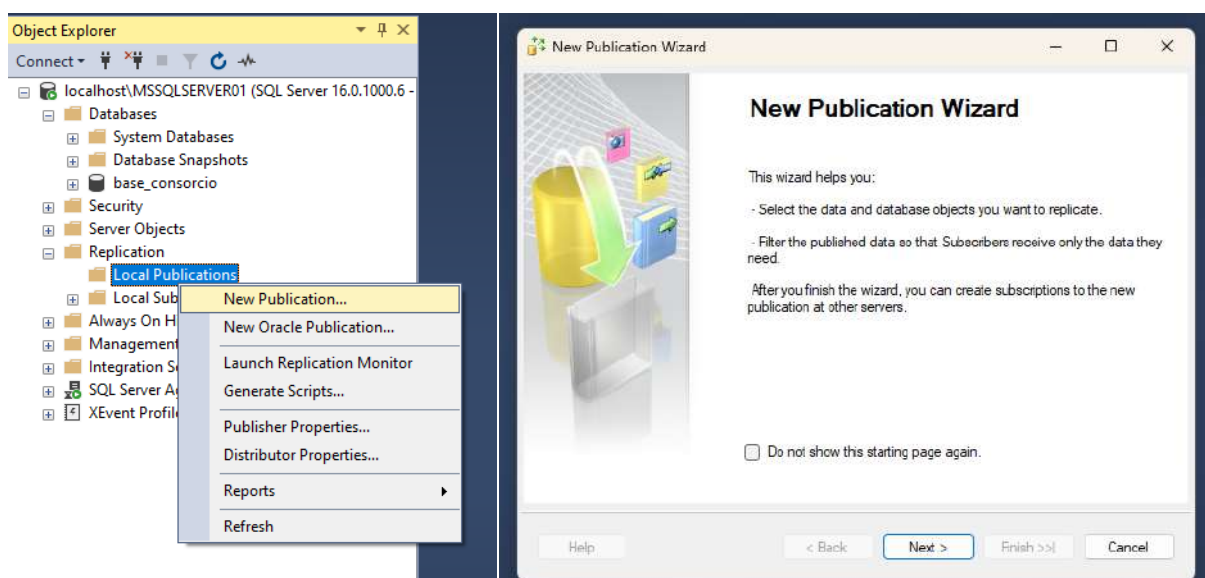 Object Explorer
Connect
localhost\MSSQLSERVER01 (SQL Server 16.0.1000.6 -
Databases
System Databases
Database Snapshots
base_consorcio
Security
Server Objects
Replication
Local Publications
Local Sub
Always On H
Management
Integration S
SQL Server A
XEvent Profil
New Publication...
New Oracle Publication...
Launch Replication Monitor
Generate Scripts...
Publisher Properties...
Distributor Properties...
Reports
Refresh
New Publication Wizard
New Publication Wizard
This wizard helps you:
- Select the data and database objects you want to replicate.
- Filter the published data so that Subscribers receive only the data they
need.
After you finish the wizard, you can create subscriptions to the new
publication at other servers.
Do not show this starting page again.
Help
< Back
Next >
Finish >>|
Cancel